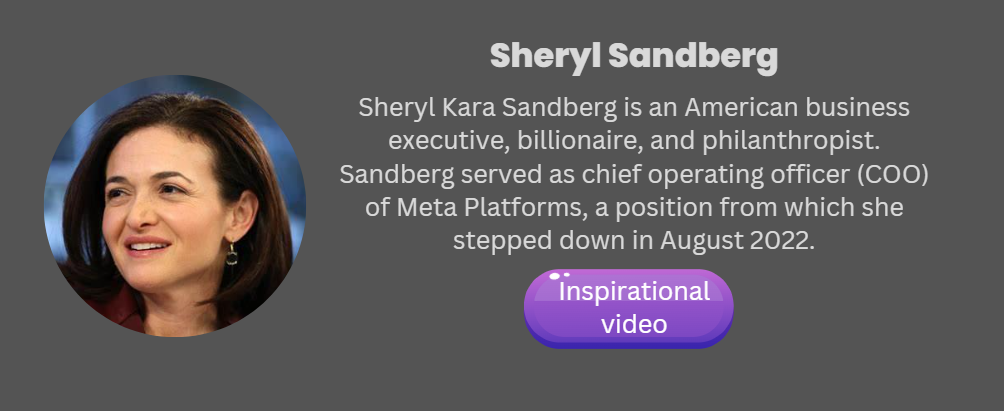 Sheryl Sandberg
Sheryl Kara Sandberg is an American business
executive, billionaire, and philanthropist.
Sandberg served as chief operating officer (COO)
of Meta Platforms, a position from which she
stepped down in August 2022.
Inspirational
video